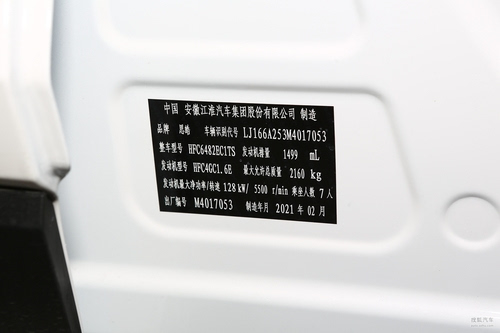 中国 安徽江淮汽车集团股份有限公司 制造
品牌 思皓 车辆识别代号 LJ166A253M4017053
整车型号 HFC6482EC1TS 发动机排量 1499 mL
发动机型号 HFC4GC1.6E 最大允许总质量 2160 kg
发动机最大净功率/转速 128 kW/ 5500 r/min 乘坐人数 7 人
出厂编号 M4017053 制造年月 2021 年 02 月
搜狐汽车